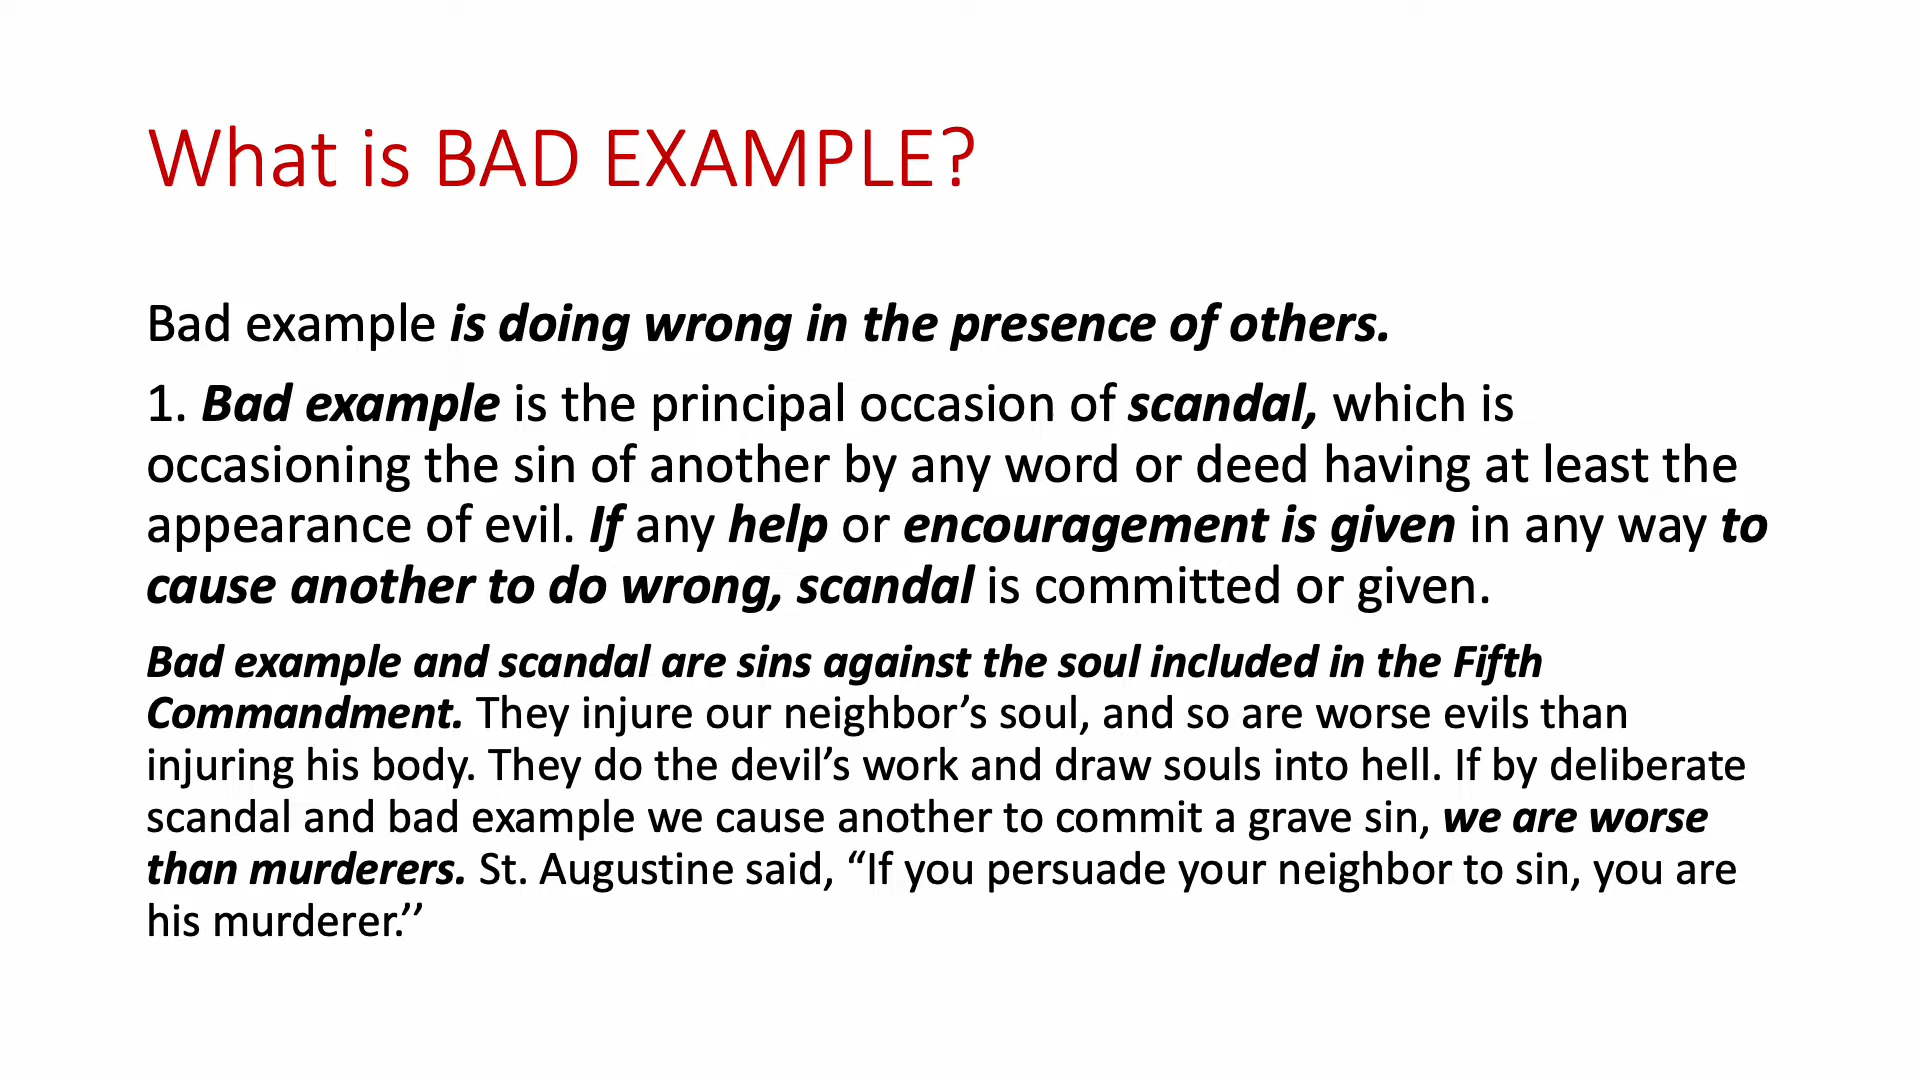 What is BAD EXAMPLE?
Bad example is doing wrong in the presence of others.
1. Bad example is the principal occasion of scandal, which is
occasioning the sin of another by any word or deed having at least the
appearance of evil. If any help or encouragement is given in any way to
cause another to do wrong, scandal is committed or given.
Bad example and scandal are sins against the soul included in the Fifth
Commandment. They injure our neighbor’s soul, and so are worse evils than
injuring his body. They do the devil’s work and draw souls into hell. If by deliberate
scandal and bad example we cause another to commit a grave sin, we are worse
than murderers. St. Augustine said, “If you persuade your neighbor to sin, you are
his murderer.’’